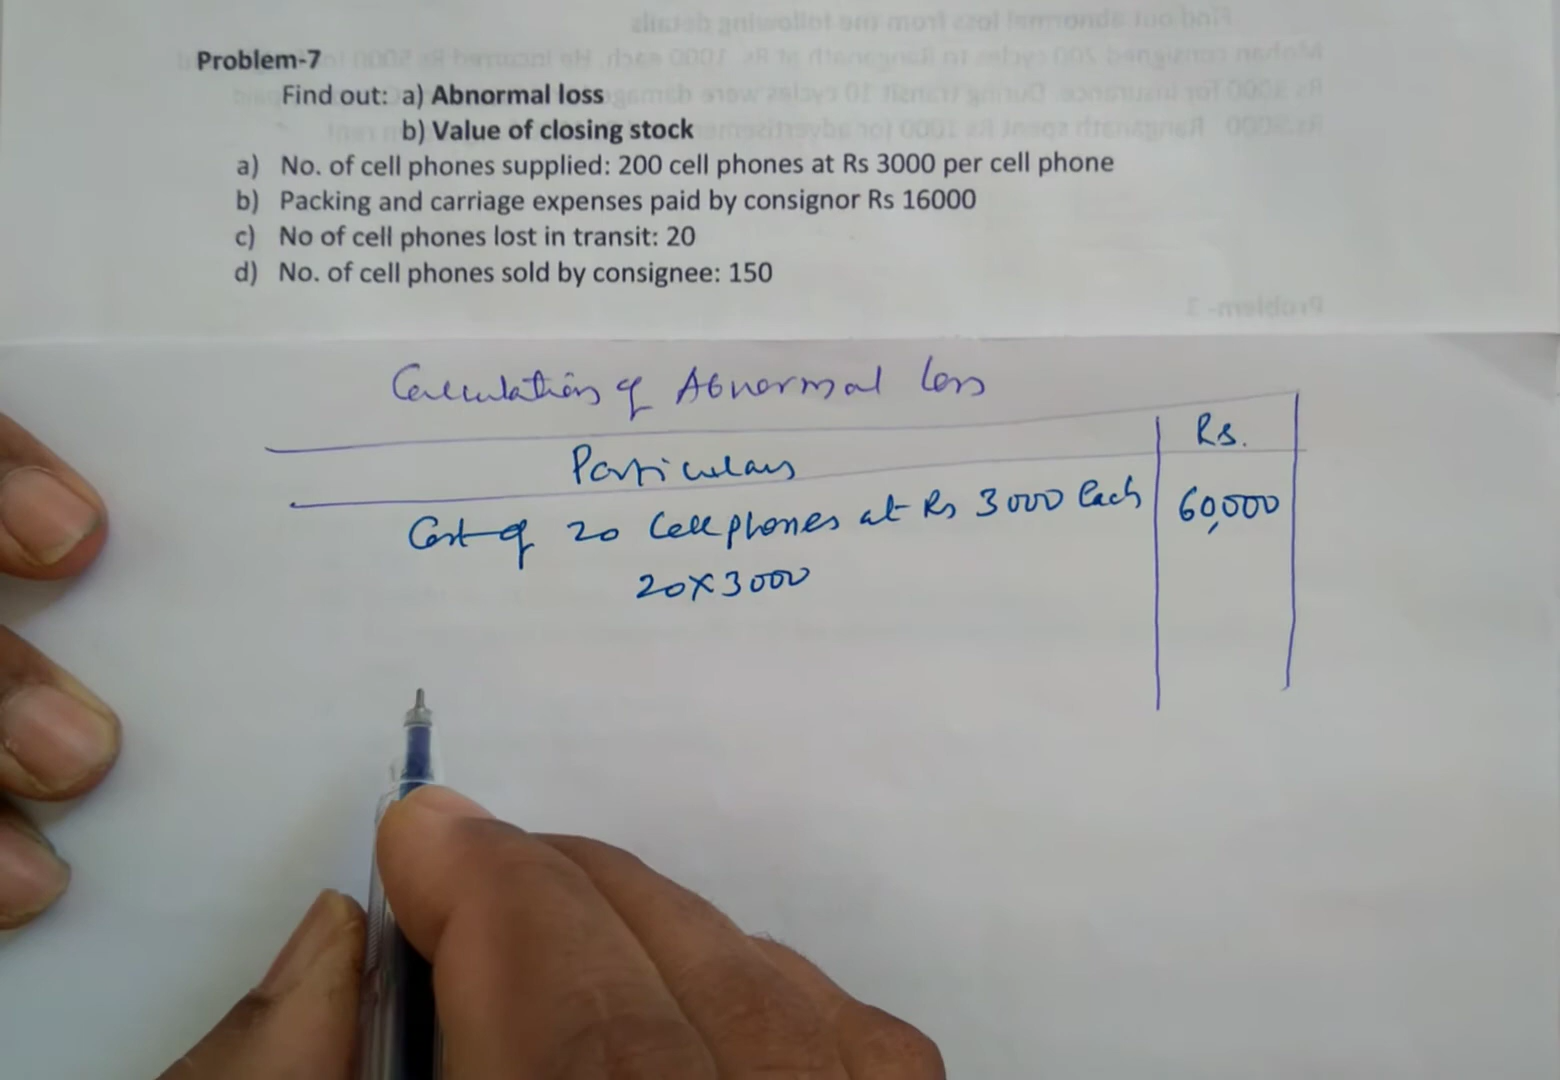 Problem-7
Find out: a) Abnormal loss
b) Value of closing stock
a) No. of cell phones supplied: 200 cell phones at Rs 3000 per cell phone
b) Packing and carriage expenses paid by consignor Rs 16000
c) No of cell phones lost in transit: 20
d) No. of cell phones sold by consignee: 150
Calculation of Abnormal loss
Particulars Rs.
Cost of 20 Cell phones at Rs 3000 Each 60,000
20x3000